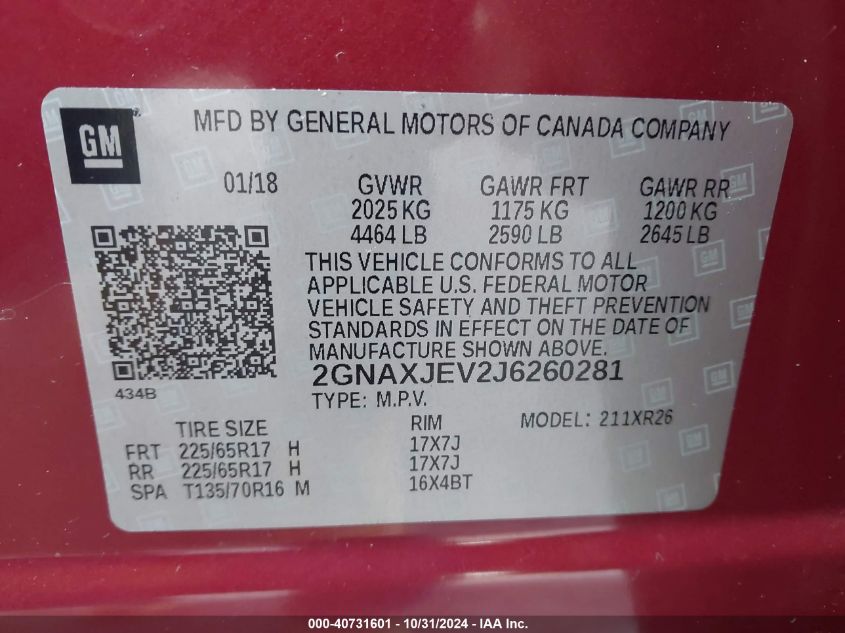 GM
MFD BY GENERAL MOTORS OF CANADA COMPANY
01/18 GVWR GAWR FRT GAWR RR
2025 KG 1175 KG 1200 KG
4464 LB 2590 LB 2645 LB
THIS VEHICLE CONFORMS TO ALL
APPLICABLE U.S. FEDERAL MOTOR
VEHICLE SAFETY AND THEFT PREVENTION
STANDARDS IN EFFECT ON THE DATE OF
MANUFACTURE SHOWN ABOVE.
2GNAXJEV2J6260281
434B
TYPE: M.P.V.
TIRE SIZE RIM MODEL: 211XR26
FRT 225/65R17 H 17X7J
RR 225/65R17 H 17X7J
SPA T135/70R16 M 16X4BT
000-40731601 - 10/31/2024 - IAA Inc.